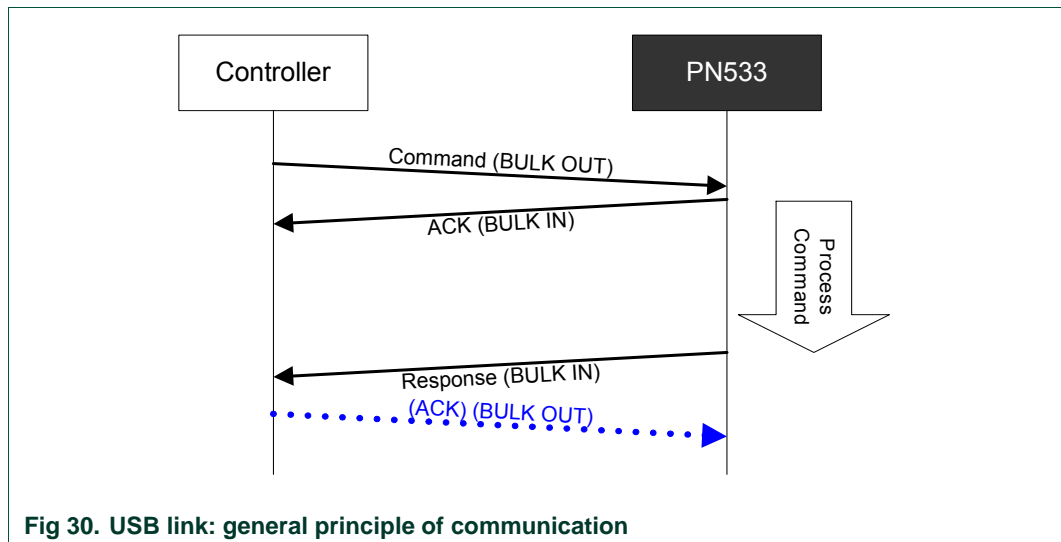 Controller
PN533
Command (BULK OUT)
ACK (BULK IN)
Process
Command
Response (BULK IN)
(ACK) (BULK OUT)
Fig 30. USB link: general principle of communication